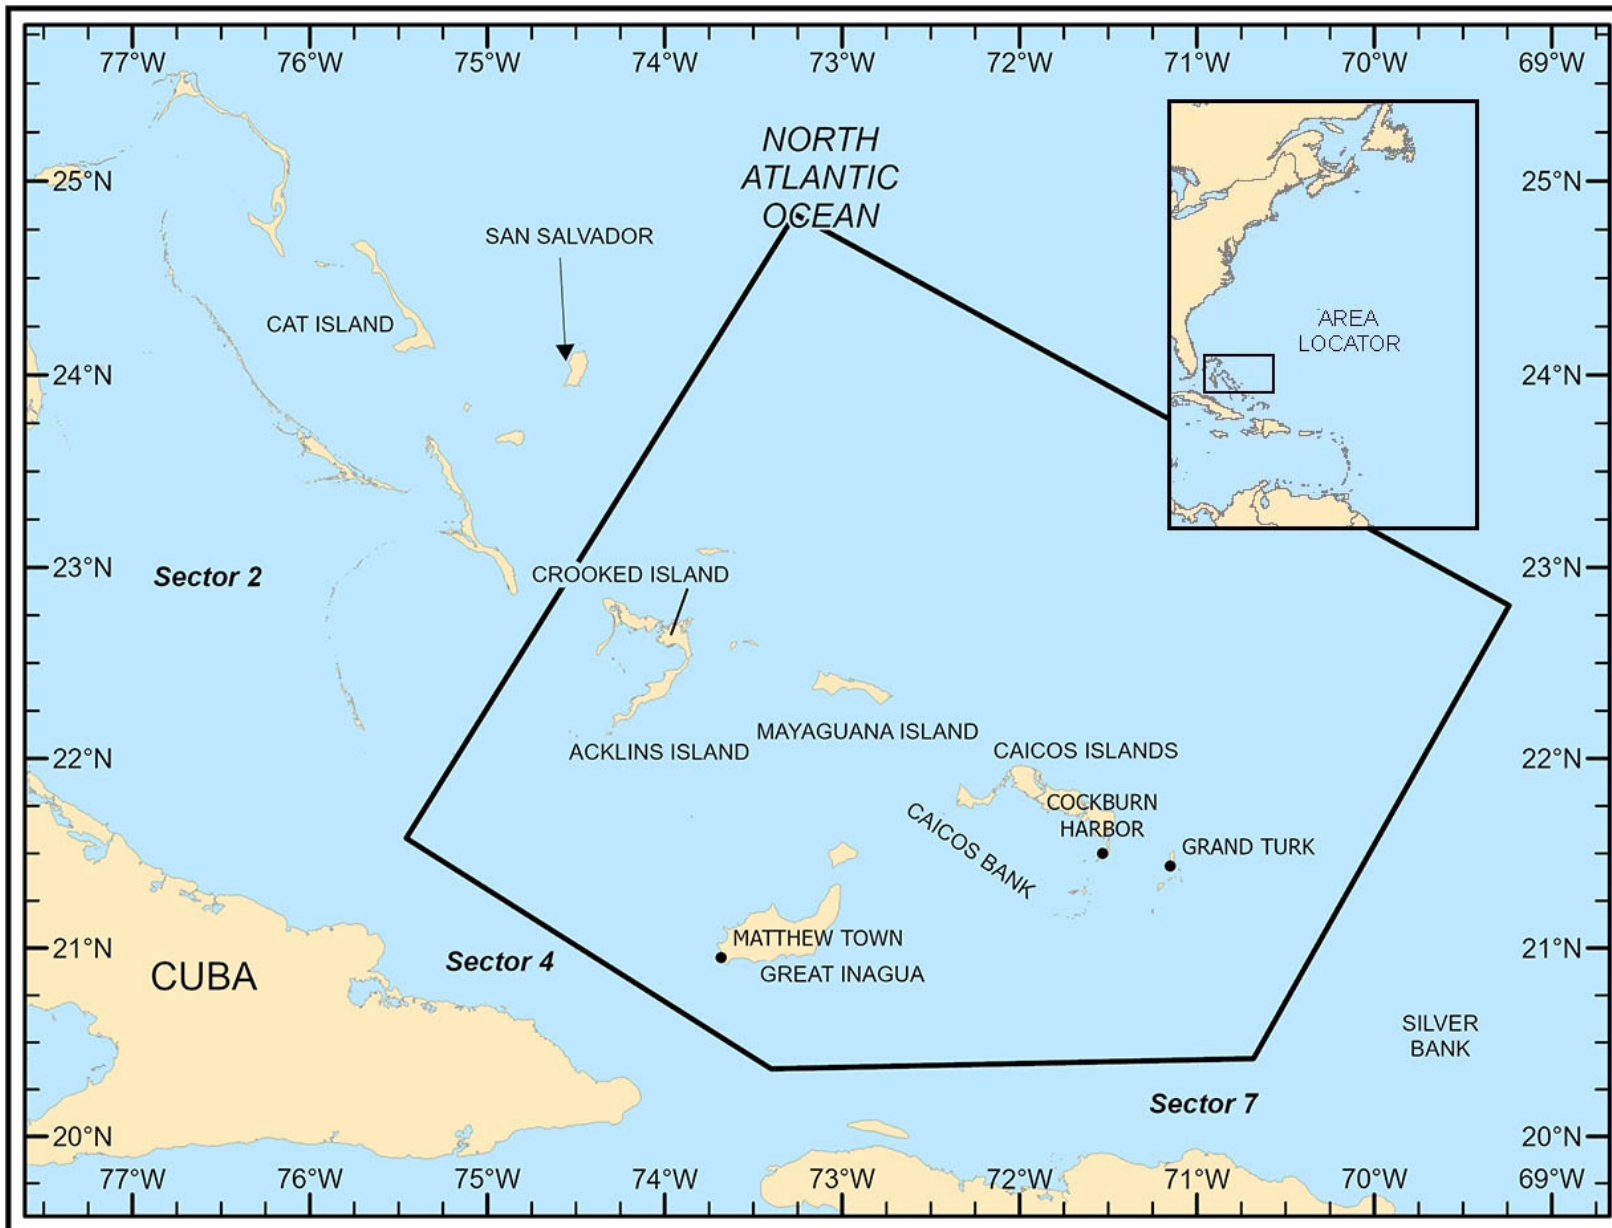 77°W 76°W 75°W 74°W 73°W 72°W 71°W 70°W 69°W
NORTH
ATLANTIC
OCEAN
25°N
25°N
SAN SALVADOR
CAT ISLAND
AREA
LOCATOR
24°N
24°N
23°N
23°N
Sector 2
CROOKED ISLAND
MAYAGUANA ISLAND
ACKLINS ISLAND
CAICOS ISLANDS
22°N
22°N
COCKBURN
HARBOR
CAICOS BANK
GRAND TURK
MATTHEW TOWN
21°N
21°N
Sector 4
GREAT INAGUA
CUBA
SILVER
BANK
Sector 7
20°N
20°N
77°W 76°W 75°W 74°W 73°W 72°W 71°W 70°W 69°W